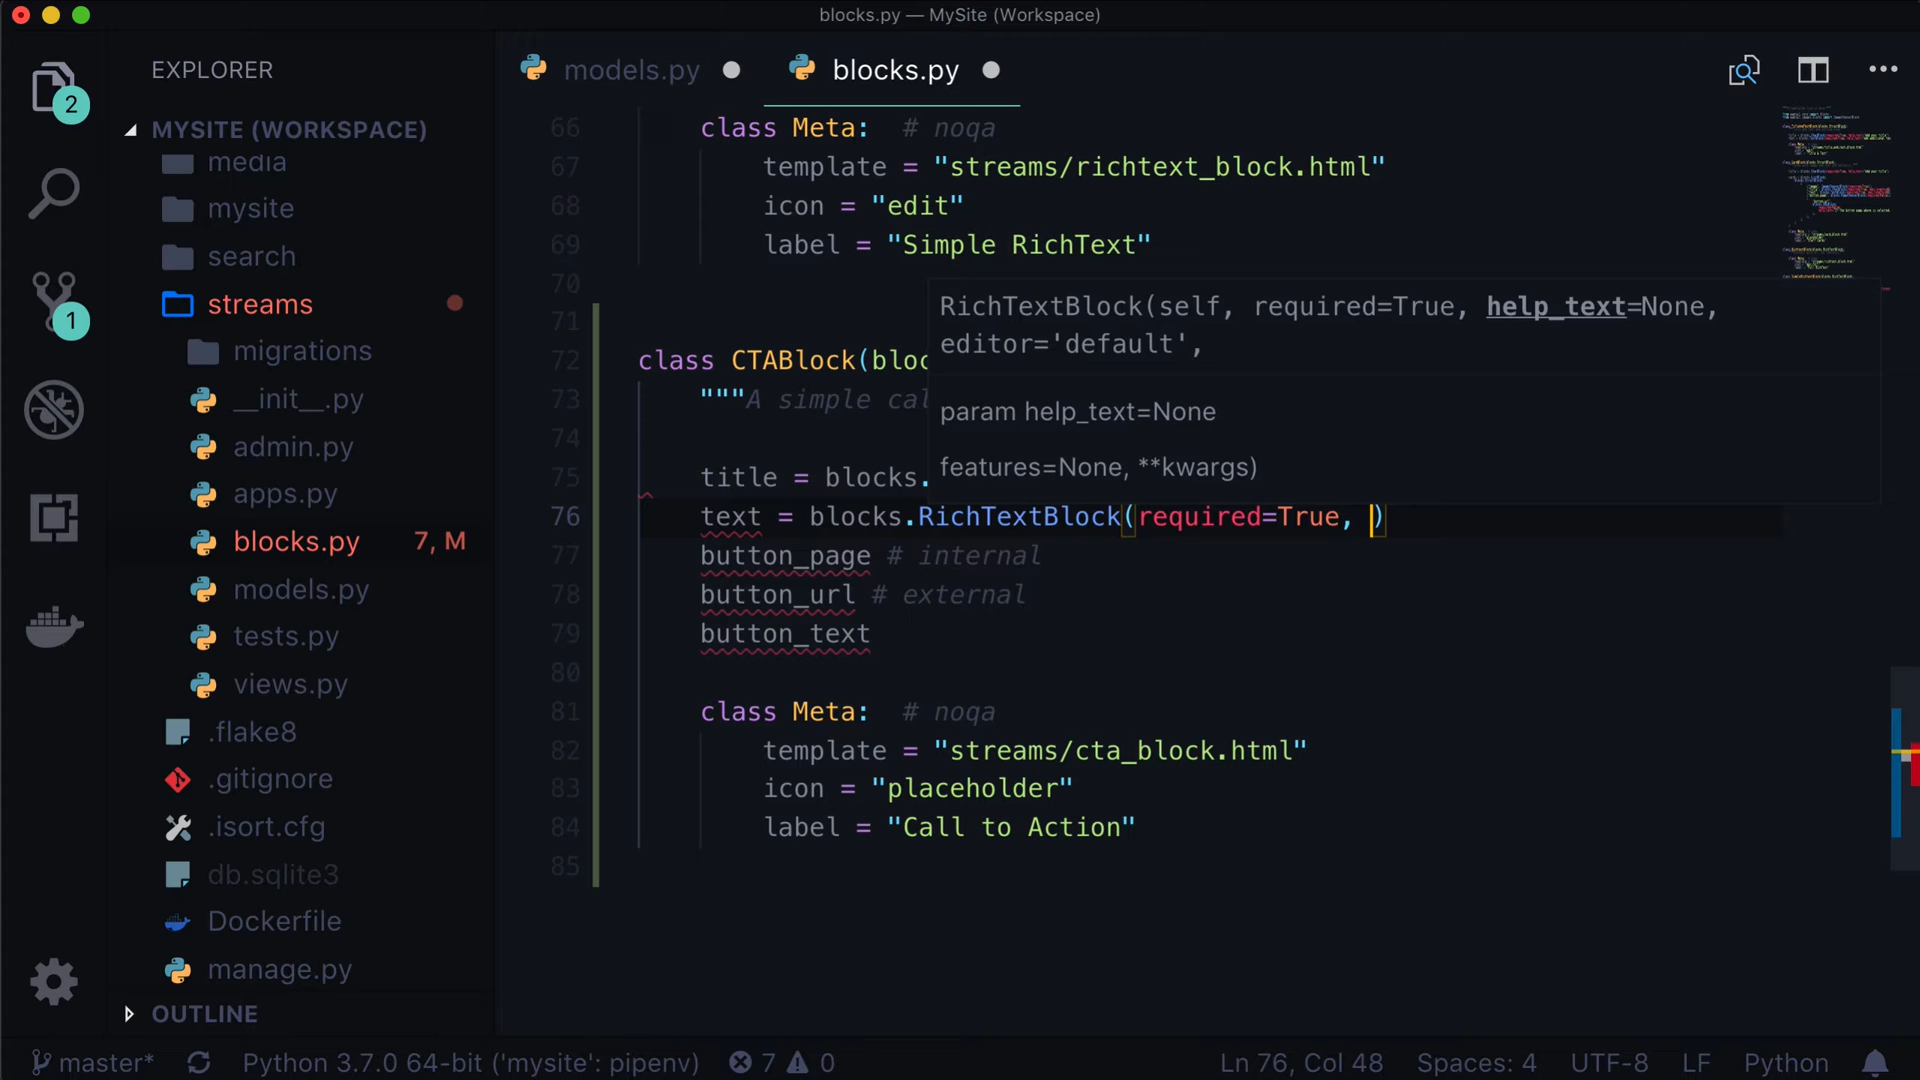 blocks.py — MySite (Workspace)
EXPLORER
2
MYSITE (WORKSPACE)
media
mysite
search
streams
1
migrations
__init__.py
admin.py
apps.py
blocks.py 7, M
models.py
tests.py
views.py
.flake8
.gitignore
.isort.cfg
db.sqlite3
Dockerfile
manage.py
OUTLINE
models.py
blocks.py
66 class Meta:  # noqa
67 template = "streams/richtext_block.html"
68 icon = "edit"
69 label = "Simple RichText"
70
71
RichTextBlock(self, required=True, help_text=None,
editor='default',
param help_text=None
features=None, **kwargs)
72 class CTABlock(bloc
73 """A simple cal
74
75 title = blocks.
76 text = blocks.RichTextBlock(required=True, )
77 button_page # internal
78 button_url # external
79 button_text
80
81 class Meta:  # noqa
82 template = "streams/cta_block.html"
83 icon = "placeholder"
84 label = "Call to Action"
85
master* Python 3.7.0 64-bit ('mysite': pipenv) 7 0 Ln 76, Col 48 Spaces: 4 UTF-8 LF Python